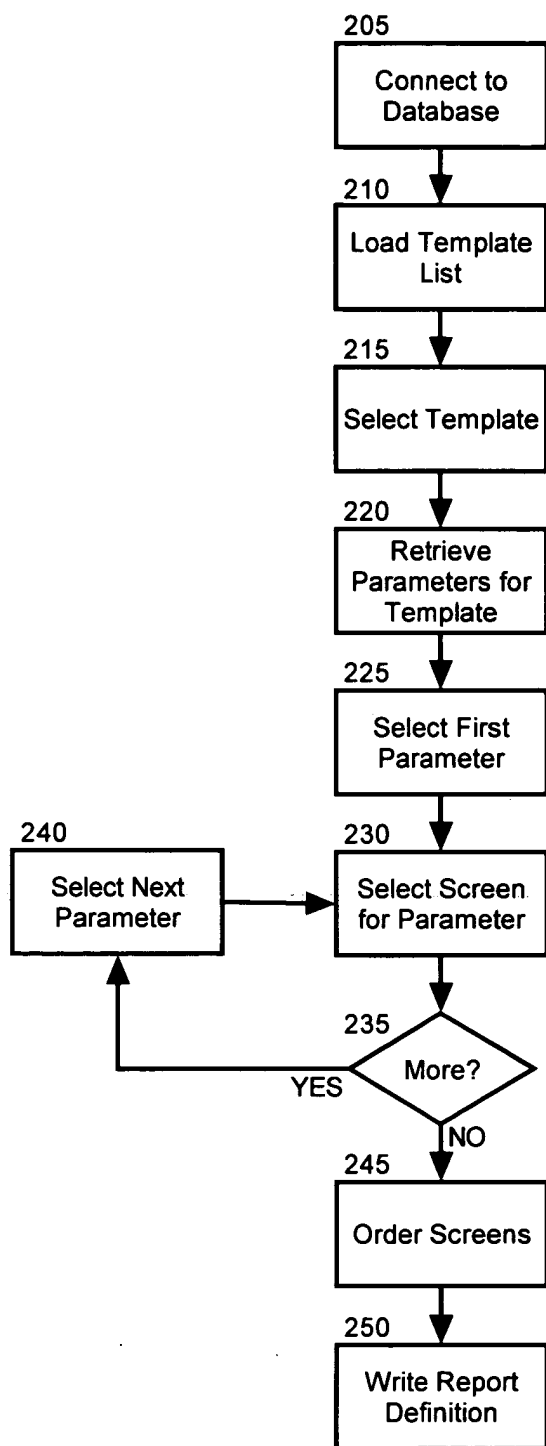 205
Connect to
Database
210
Load Template
List
215
Select Template
220
Retrieve
Parameters for
Template
225
Select First
Parameter
240
Select Next
Parameter
230
Select Screen
for Parameter
235
More?
YES
NO
245
Order Screens
250
Write Report
Definition